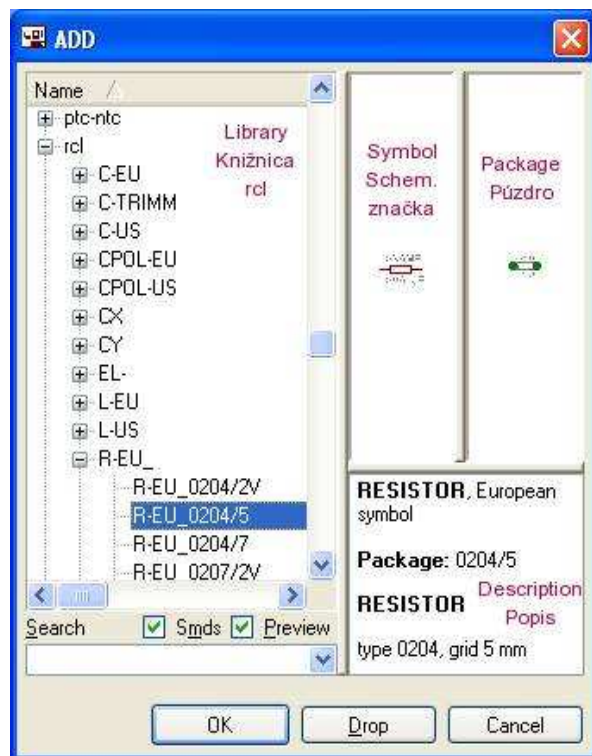 ADD
Name
ptc-ntc
rcl
C-EU
C-TRIMM
C-US
CPOL-EU
CPOL-US
CX
CY
EL-
L-EU
L-US
R-EU_
R-EU_0204/2V
R-EU_0204/5
R-EU_0204/7
R-EU_0207/2V
Library
Knižnica
rcl
Symbol
Schem.
značka
Package
Púzdro
RESISTOR, European
symbol
Package: 0204/5
RESISTOR
type 0204, grid 5 mm
Description
Popis
Search
Smds
Preview
OK
Drop
Cancel